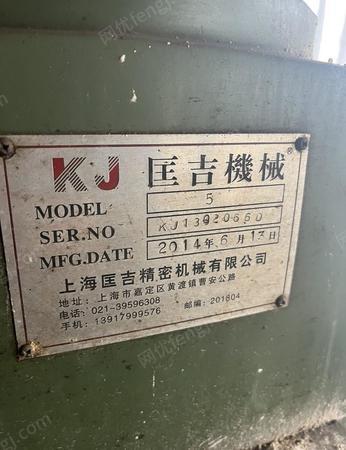 KJ 匡吉機械®
MODEL 5
SER.NO KJ13020660
MFG.DATE 2014年6月13日
上海匡吉精密机械有限公司
地址：上海市嘉定区黄渡镇曹安公路
电话：021-39596308
手机：13917999576 邮编：201804